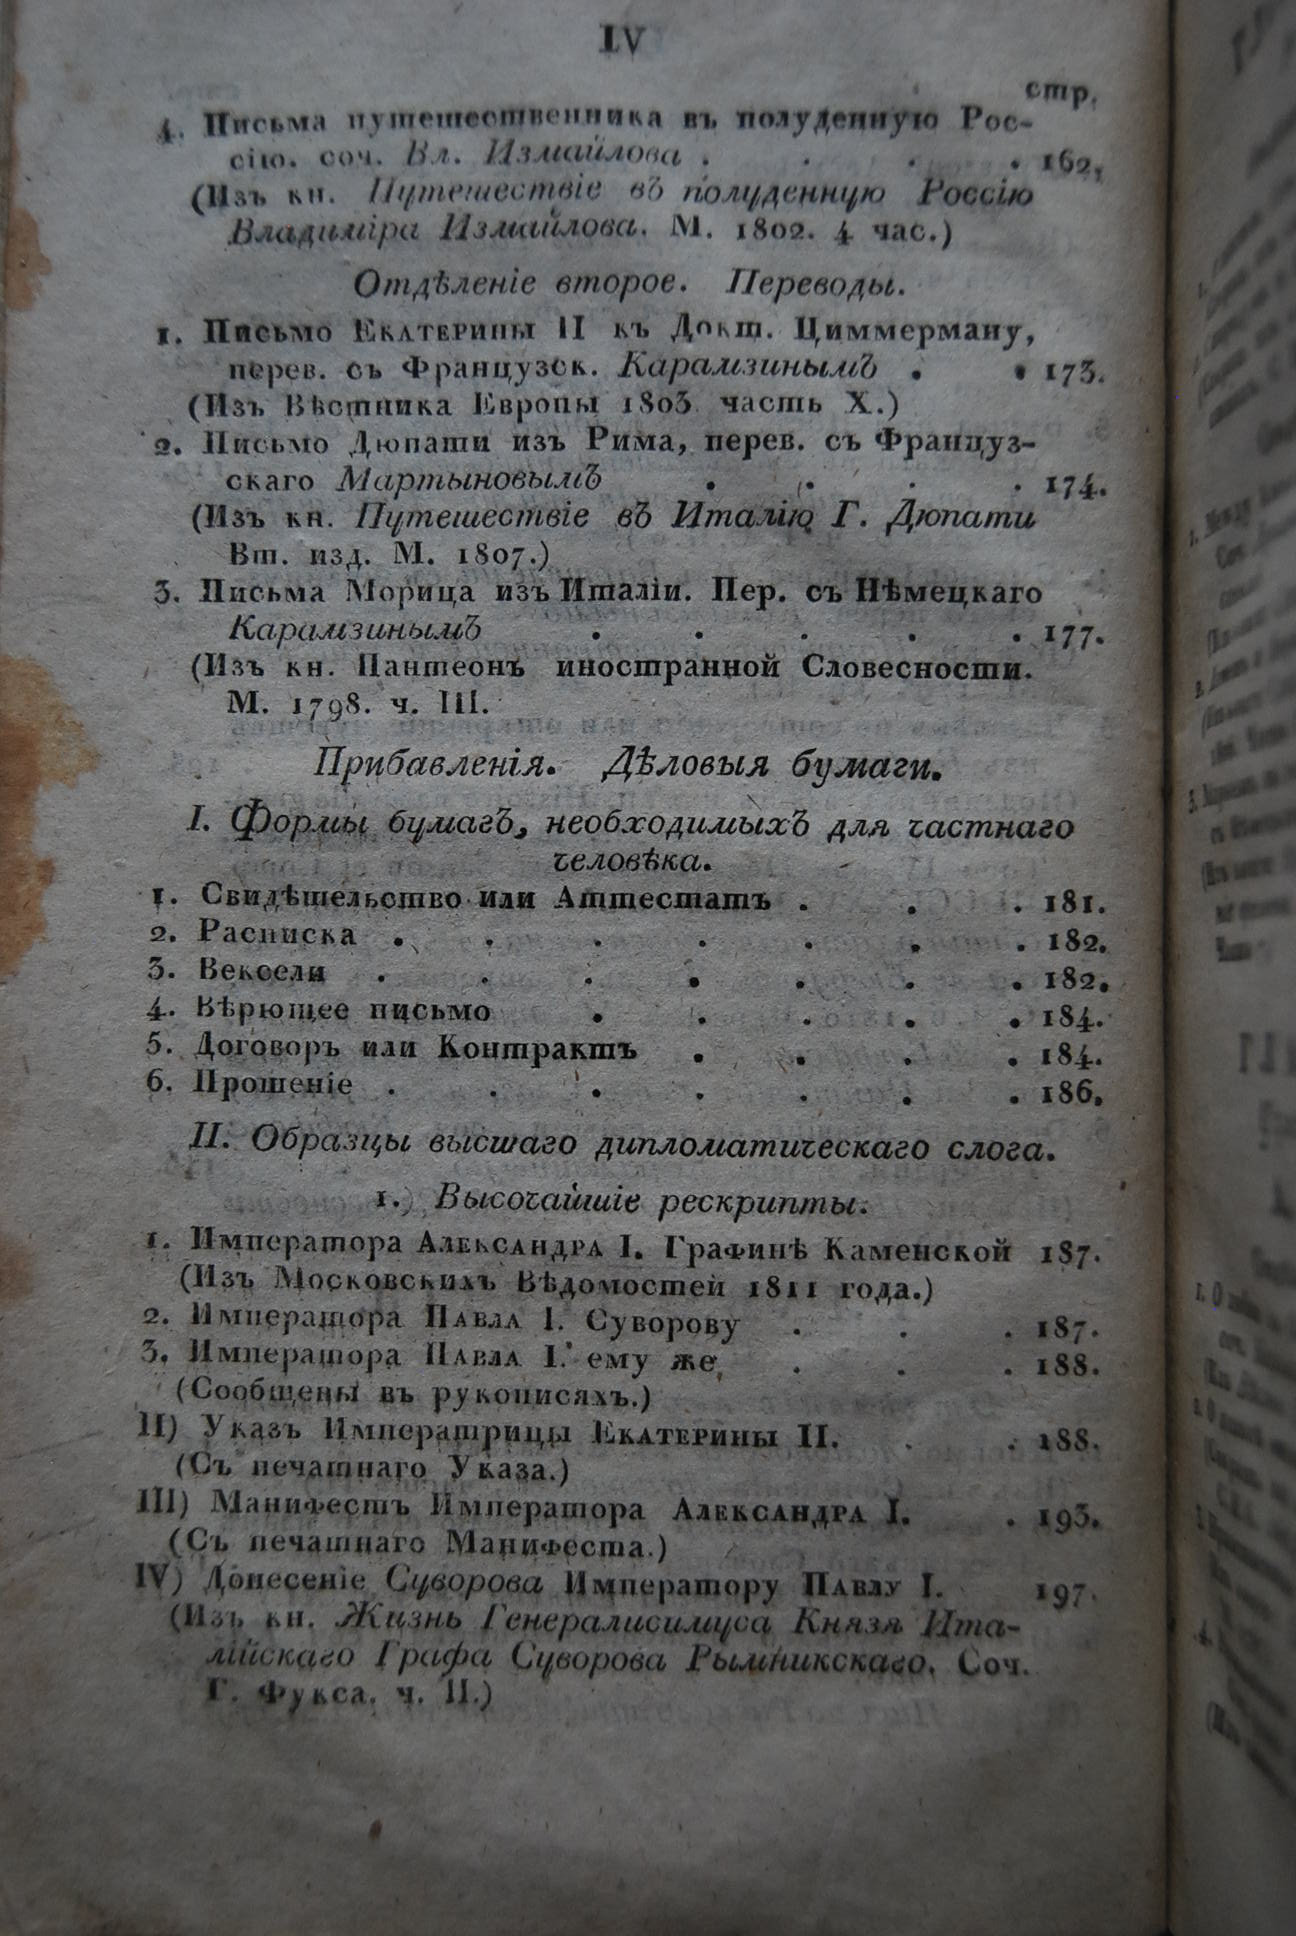 IV
стр.
4. Письма путешественника въ полуденную Рос-
сію. соч. Вл. Измайлова . . . . 162,
(Изъ кн. Путешествіе въ полуденную Россію
Владиміра Измайлова. М. 1802. 4 час.)
Отдѣленіе второе. Переводы.
1. Письмо Екатерины II къ Докт. Циммерману,
перев. съ Французск. Карамзинымъ . . 173.
(Изъ Вѣстника Европы 1803 часть X.)
2. Письмо Дюпати изъ Рима, перев. съ Француз-
скаго Мартыновымъ . . . . 174.
(Изъ кн. Путешествіе въ Италію Г. Дюпати
Вт. изд. М. 1807.)
3. Письма Морица изъ Италіи. Пер. съ Нѣмецкаго
Карамзинымъ . . . . . 177.
(Изъ кн. Пантеонъ иностранной Словесности.
М. 1798. ч. III.
Прибавленія. Дѣловыя бумаги.
I. Формы бумагъ, необходимыхъ для частнаго
человѣка.
1. Свидѣтельство или Аттестатъ . . . 181.
2. Расписка . . . . . . . 182.
3. Вексели . . . . . . . 182.
4. Вѣрющее письмо . . . . . 184.
5. Договоръ или Контрактъ . . . . 184.
6. Прошеніе . . . . . . . 186.
II. Образцы высшаго дипломатическаго слога.
1.) Высочайшіе рескрипты.
1. Императора Александра I. Графинѣ Каменской 187.
(Изъ Московскихъ Вѣдомостей 1811 года.)
2. Императора Павла I. Суворову . . . 187.
3. Императора Павла I. ему же . . . 188.
(Сообщены въ рукописяхъ.)
II) Указъ Императрицы Екатерины II. . . 188.
(Съ печатнаго Указа.)
III) Манифестъ Императора Александра I. . 193.
(Съ печатнаго Манифеста.)
IV) Донесеніе Суворова Императору Павлу I. 197.
(Изъ кн. Жизнь Генералисимуса Князя Ита-
лійскаго Графа Суворова Рымникскаго. Соч.
Г. Фукса. ч. II.)